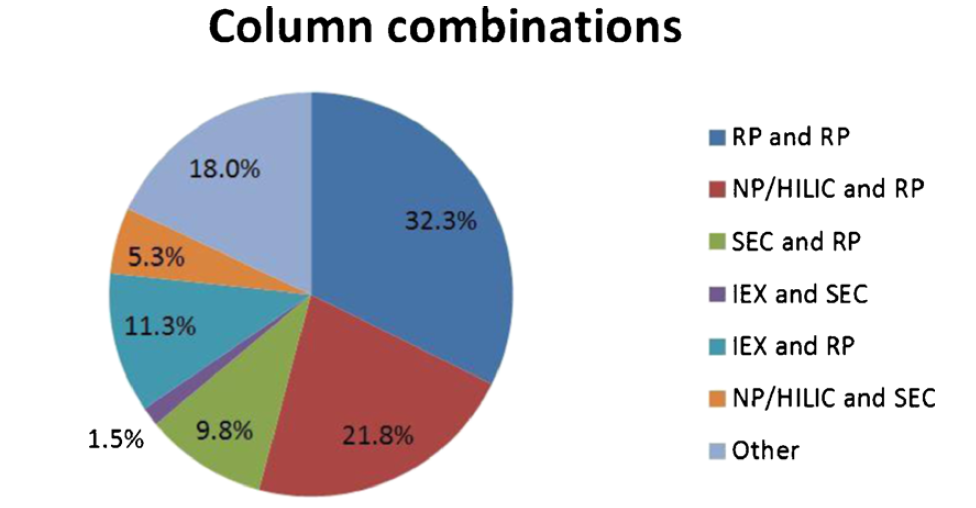 Column combinations
18.0%
32.3%
5.3%
11.3%
1.5%
9.8%
21.8%
RP and RP
NP/HILIC and RP
SEC and RP
IEX and SEC
IEX and RP
NP/HILIC and SEC
Other